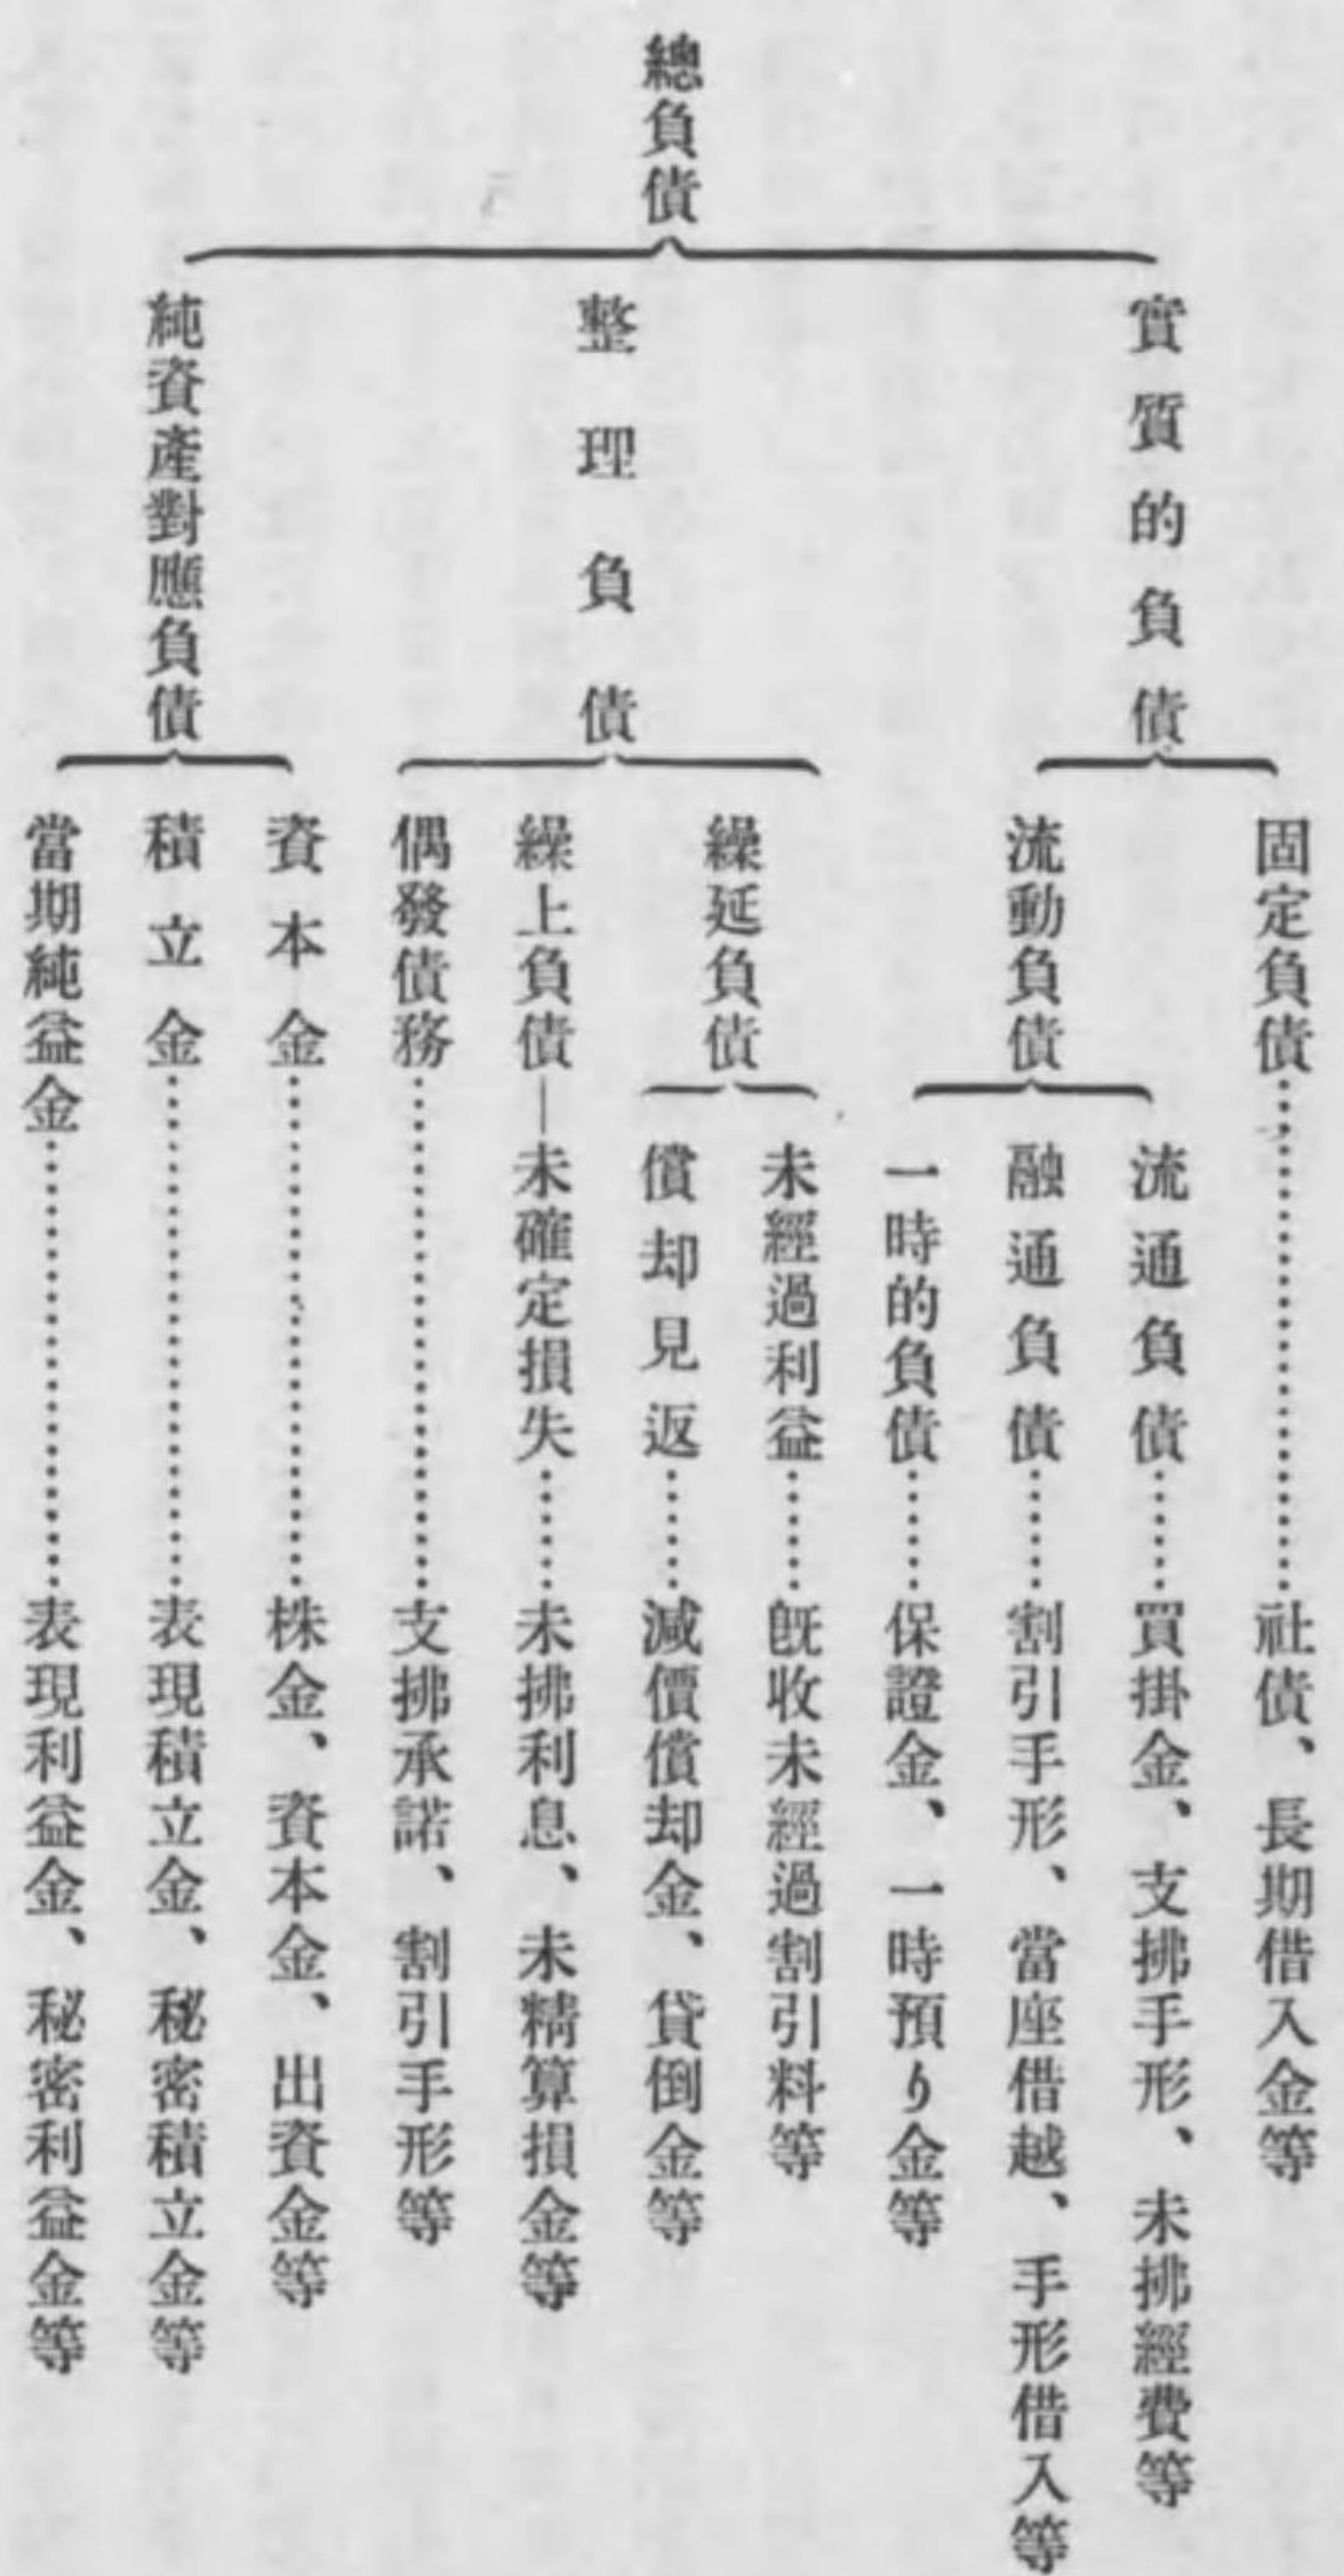 總負債
實質的負債
固定負債…………社債、長期借入金等
流動負債
流通負債……買掛金、支拂手形、未拂經費等
融通負債……割引手形、當座借越、手形借入等
一時的負債……保證金、一時預り金等
整理負債
繰延負債
未經過利益……既收未經過割引料等
償却見返……減價償却金、貸倒金等
繰上負債―未確定損失……未拂利息、未精算損金等
偶發債務…………支拂承諾、割引手形等
純資產對應負債
資本金…………株金、資本金、出資金等
積立金…………表現積立金、秘密積立金等
當期純益金…………表現利益金、秘密利益金等